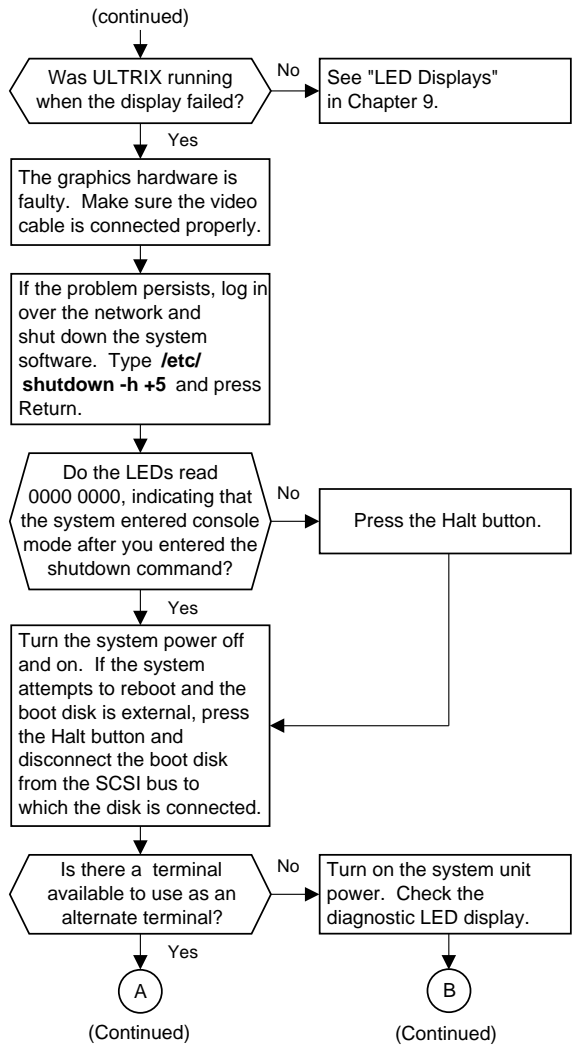 (continued)
Was ULTRIX running
when the display failed?
No
See "LED Displays"
in Chapter 9.
Yes
The graphics hardware is
faulty. Make sure the video
cable is connected properly.
If the problem persists, log in
over the network and
shut down the system
software. Type /etc/
shutdown -h +5 and press
Return.
Do the LEDs read
0000 0000, indicating that
the system entered console
mode after you entered the
shutdown command?
No
Press the Halt button.
Yes
Turn the system power off
and on. If the system
attempts to reboot and the
boot disk is external, press
the Halt button and
disconnect the boot disk
from the SCSI bus to
which the disk is connected.
Is there a terminal
available to use as an
alternate terminal?
No
Turn on the system unit
power. Check the
diagnostic LED display.
Yes
A
(Continued)
B
(Continued)